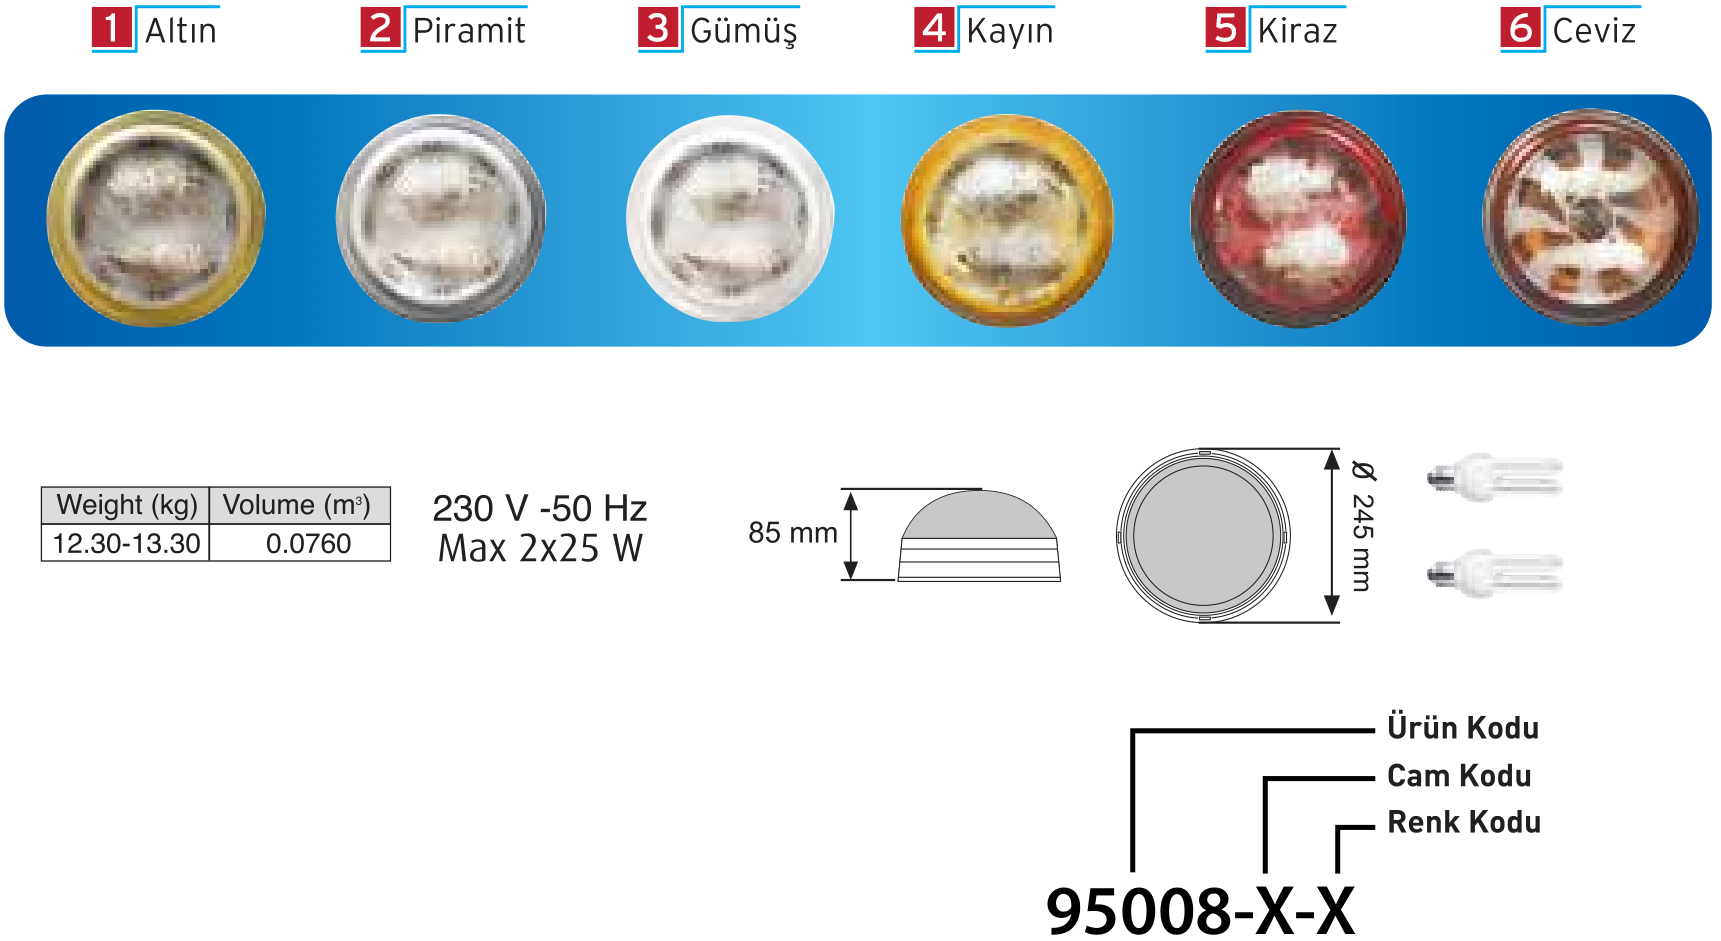 1 Altın
2 Piramit
3 Gümüş
4 Kayın
5 Kiraz
6 Ceviz
Weight (kg) Volume (m³)
12.30-13.30 0.0760
230 V -50 Hz
Max 2x25 W
85 mm
Ø 245 mm
Ürün Kodu
Cam Kodu
Renk Kodu
95008-X-X